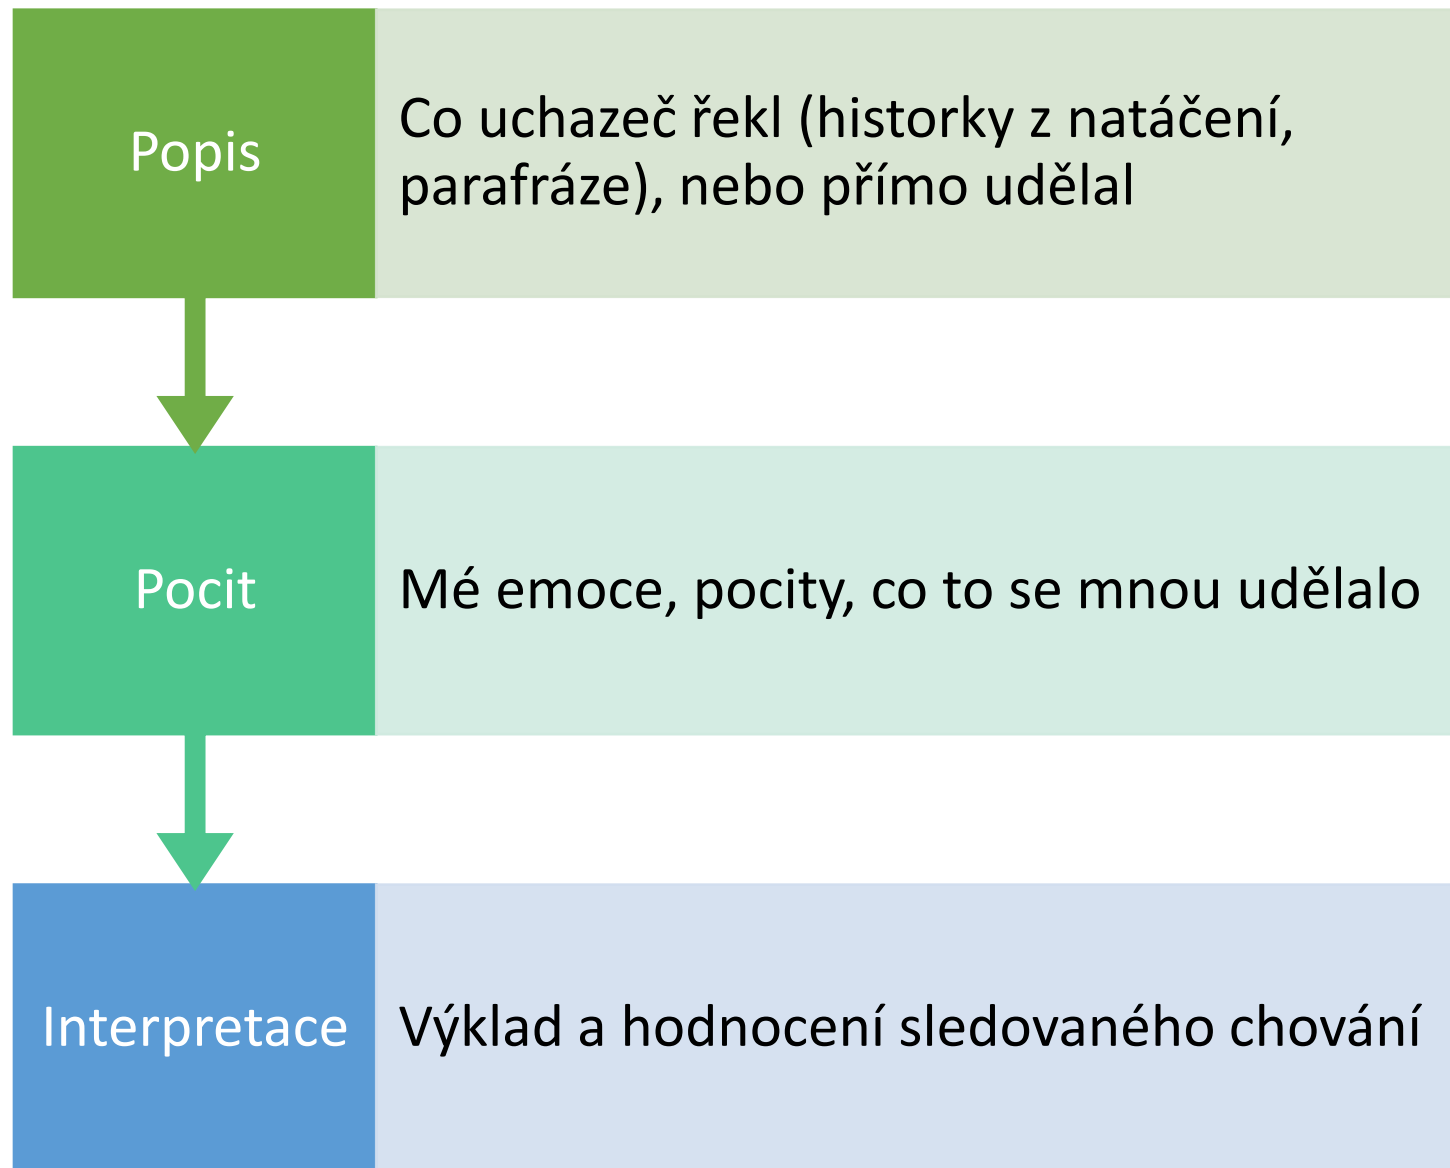 Popis
Co uchazeč řekl (historky z natáčení,
parafráze), nebo přímo udělal
Pocit
Mé emoce, pocity, co to se mnou udělalo
Interpretace
Výklad a hodnocení sledovaného chování